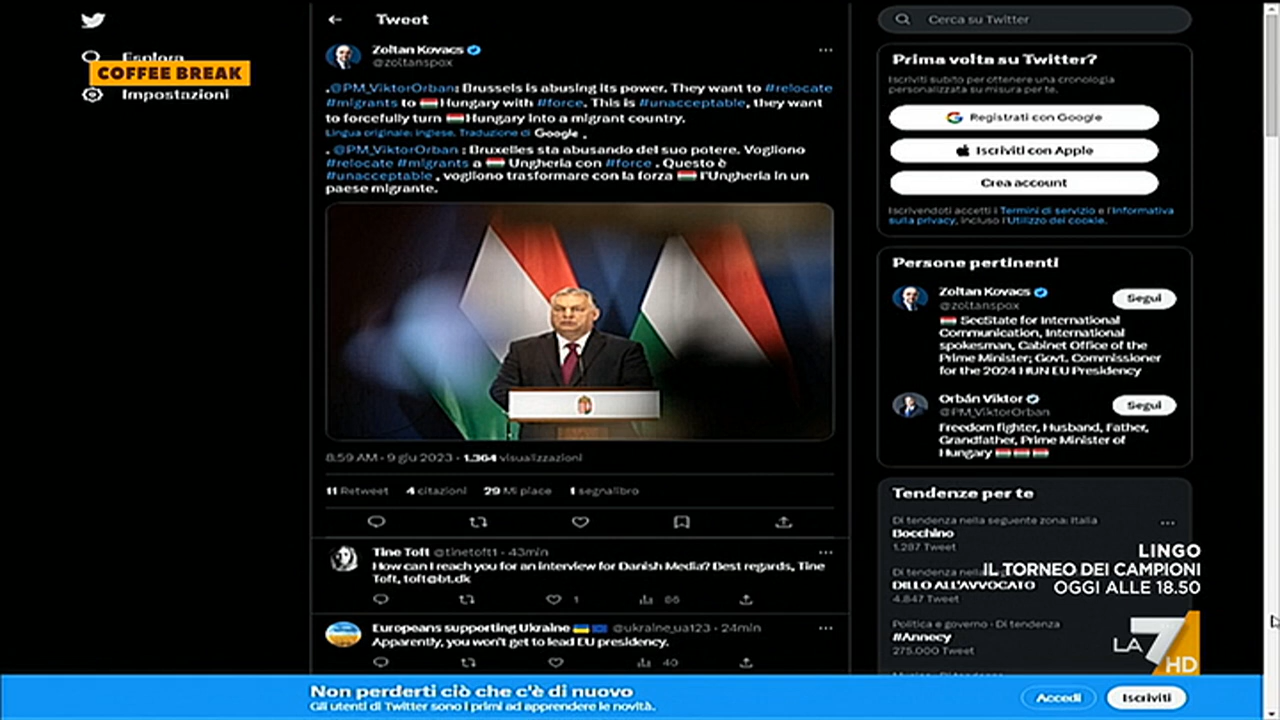 Tweet
Cerca su Twitter
Esplora
COFFEE BREAK
Impostazioni
Zoltan Kovacs
@zoltanspox
.@PM_ViktorOrban: Brussels is abusing its power. They want to #relocate
#migrants to Hungary with #force. This is #unacceptable, they want
to forcefully turn Hungary into a migrant country.
Lingua originale: inglese. Traduzione di Google .
. @PM_ViktorOrban : Bruxelles sta abusando del suo potere. Vogliono
#relocate #migrants a Ungheria con #force . Questo è
#unacceptable , vogliono trasformare con la forza l'Ungheria in un
paese migrante.
8:59 AM · 9 giu 2023 · 1.364 visualizzazioni
11 Retweet 4 citazioni 29 Mi piace 1 segnalibro
Tine Toft @tinetoft1 · 43min
How can I reach you for an interview for Danish Media? Best regards, Tine
Toft, toft@bt.dk
1 86
Europeans supporting Ukraine @ukraine_ua123 · 24min
Apparently, you won't get to lead EU presidency.
40
Prima volta su Twitter?
Iscriviti subito per ottenere una cronologia
personalizzata su misura per te.
Registrati con Google
Iscriviti con Apple
Crea account
Iscrivendoti accetti i Termini di servizio e l'Informativa
sulla privacy, incluso l'Utilizzo dei cookie.
Persone pertinenti
Zoltan Kovacs
@zoltanspox
Segui
SecState for International
Communication, International
spokesman, Cabinet Office of the
Prime Minister; Govt. Commissioner
for the 2024 HUN EU Presidency
Orbán Viktor
@PM_ViktorOrban
Segui
Freedom fighter, Husband, Father,
Grandfather, Prime Minister of
Hungary
Tendenze per te
Di tendenza nella seguente zona: Italia
Bocchino
1.287 Tweet
Di tendenza nella
DILLO ALL'AVVOCATO
4.847 Tweet
Politica e governo · Di tendenza
#Annecy
275.000 Tweet
LINGO
IL TORNEO DEI CAMPIONI
OGGI ALLE 18.50
LA7
HD
Non perderti ciò che c'è di nuovo
Gli utenti di Twitter sono i primi ad apprendere le novità.
Accedi
Iscriviti